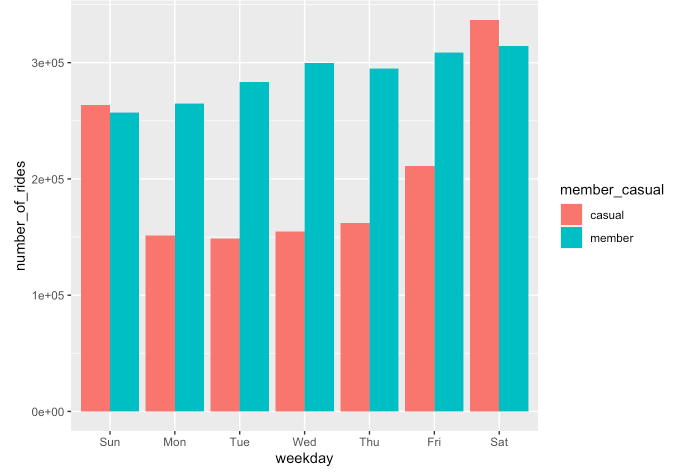 number_of_rides
3e+05
2e+05
1e+05
0e+00
Sun Mon Tue Wed Thu Fri Sat
weekday
member_casual
casual
member